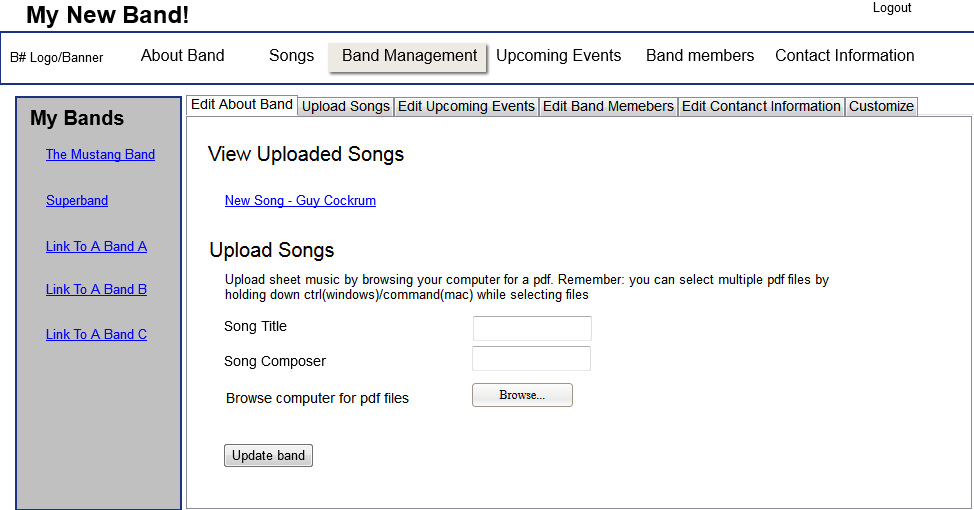 My New Band!
Logout
B# Logo/Banner
About Band
Songs
Band Management
Upcoming Events
Band members
Contact Information
My Bands
The Mustang Band
Superband
Link To A Band A
Link To A Band B
Link To A Band C
Edit About Band
Upload Songs
Edit Upcoming Events
Edit Band Memebers
Edit Contanct Information
Customize
View Uploaded Songs
New Song - Guy Cockrum
Upload Songs
Upload sheet music by browsing your computer for a pdf. Remember: you can select multiple pdf files by
holding down ctrl(windows)/command(mac) while selecting files
Song Title
Song Composer
Browse computer for pdf files
Browse...
Update band